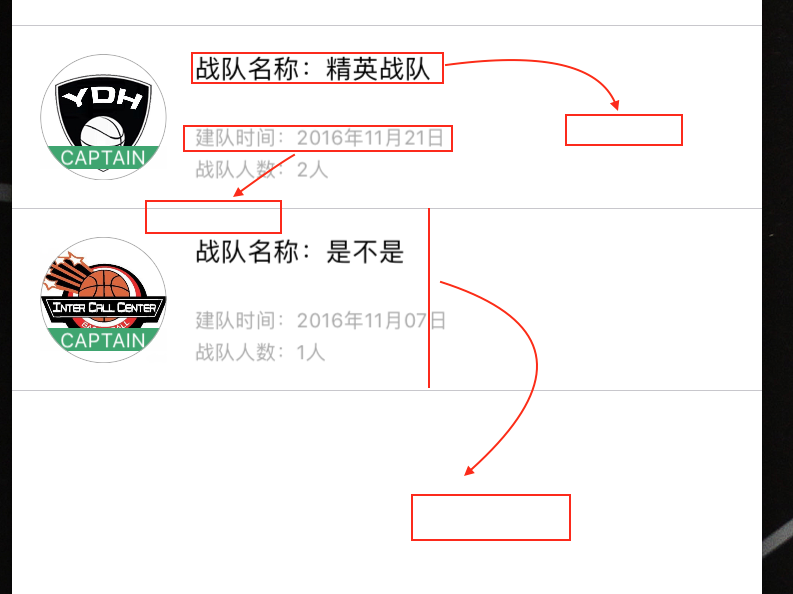 YDH
CAPTAIN
战队名称：精英战队
建队时间：2016年11月21日
战队人数：2人
INTER CALL CENTER
CAPTAIN
战队名称：是不是
建队时间：2016年11月07日
战队人数：1人